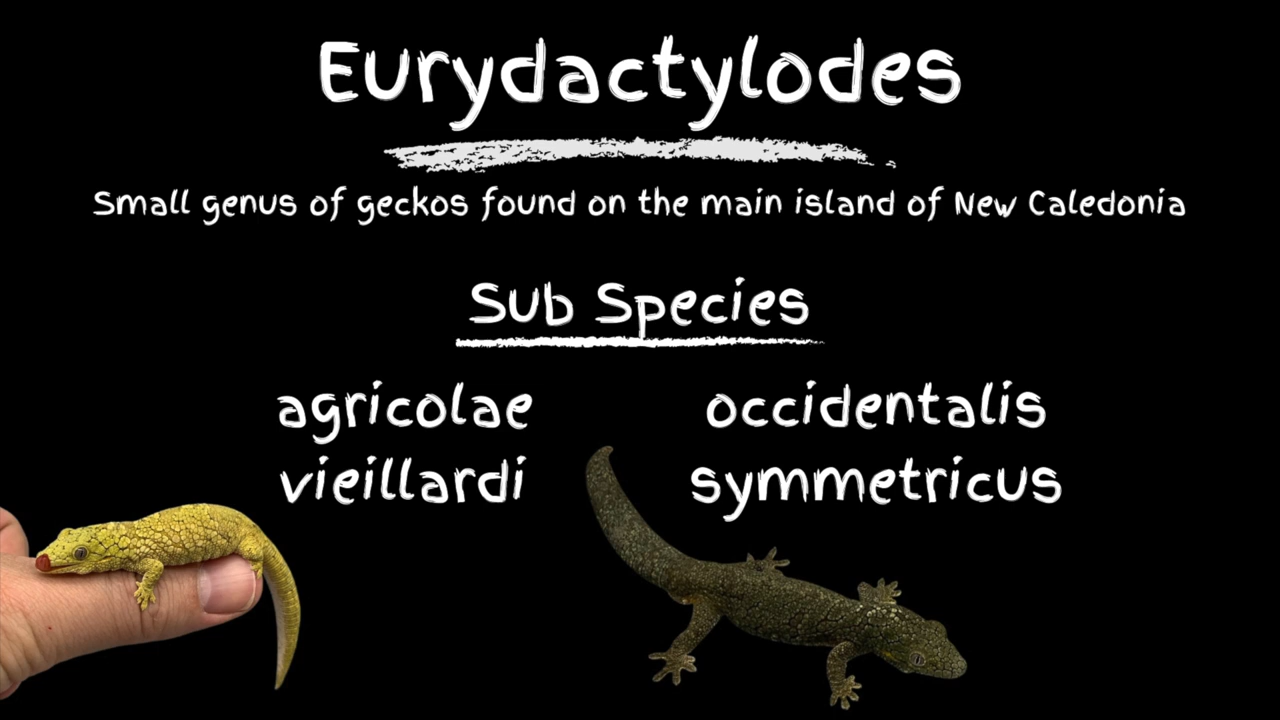 Eurydactylodes
Small genus of geckos found on the main island of New Caledonia
Sub Species
agricolae
occidentalis
vieillardi
symmetricus